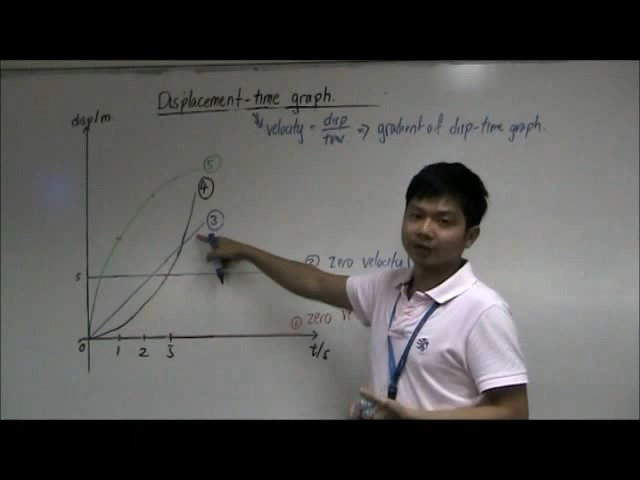 Displacement-time graph.
disp/m
velocity = disp/time ⇒ gradient of disp-time graph.
5
4
3
5
2 zero velocity
1 zero
0 1 2 3 t/s